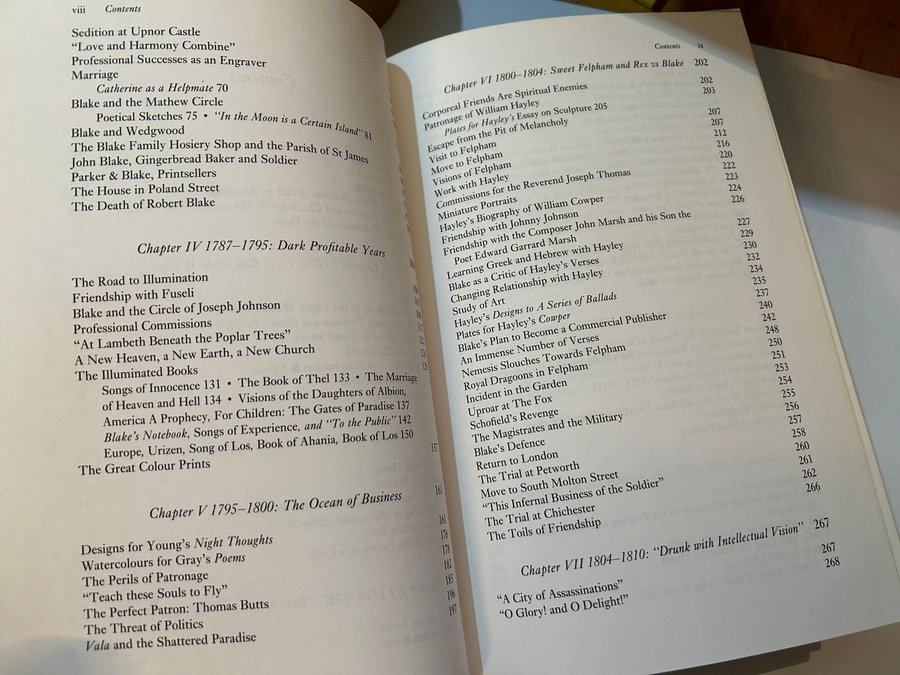 viii Contents
Sedition at Upnor Castle
“Love and Harmony Combine”
Professional Successes as an Engraver
Marriage
Catherine as a Helpmate 70
Blake and the Mathew Circle
Poetical Sketches 75 • “In the Moon is a Certain Island” 81
Blake and Wedgwood
The Blake Family Hosiery Shop and the Parish of St James
John Blake, Gingerbread Baker and Soldier
Parker & Blake, Printsellers
The House in Poland Street
The Death of Robert Blake
Chapter IV 1787–1795: Dark Profitable Years
The Road to Illumination
Friendship with Fuseli
Blake and the Circle of Joseph Johnson
Professional Commissions
“At Lambeth Beneath the Poplar Trees”
A New Heaven, a New Earth, a New Church
The Illuminated Books
Songs of Innocence 131 • The Book of Thel 133 • The Marriage
of Heaven and Hell 134 • Visions of the Daughters of Albion,
America A Prophecy, For Children: The Gates of Paradise 137
Blake’s Notebook, Songs of Experience, and “To the Public” 142
Europe, Urizen, Song of Los, Book of Ahania, Book of Los 150
The Great Colour Prints 157
Chapter V 1795–1800: The Ocean of Business 161
Designs for Young’s Night Thoughts 161
Watercolours for Gray’s Poems 176
The Perils of Patronage 178
“Teach these Souls to Fly” 182
The Perfect Patron: Thomas Butts 185
The Threat of Politics 196
Vala and the Shattered Paradise 197
Contents ix
Chapter VI 1800–1804: Sweet Felpham and Rex vs Blake 202
Corporeal Friends Are Spiritual Enemies 202
Patronage of William Hayley 203
Plates for Hayley’s Essay on Sculpture 205
Escape from the Pit of Melancholy 207
Visit to Felpham 207
Move to Felpham 212
Visions of Felpham 216
Work with Hayley 220
Commissions for the Reverend Joseph Thomas 222
Miniature Portraits 223
Hayley’s Biography of William Cowper 224
Friendship with Johnny Johnson 226
Friendship with the Composer John Marsh and his Son the
Poet Edward Garrard Marsh 227
Learning Greek and Hebrew with Hayley 229
Blake as a Critic of Hayley’s Verses 230
Changing Relationship with Hayley 232
Study of Art 234
Hayley’s Designs to A Series of Ballads 235
Plates for Hayley’s Cowper 237
Blake’s Plan to Become a Commercial Publisher 240
An Immense Number of Verses 242
Nemesis Slouches Towards Felpham 248
Royal Dragoons in Felpham 250
Incident in the Garden 251
Uproar at The Fox 253
Schofield’s Revenge 254
The Magistrates and the Military 255
Blake’s Defence 256
Return to London 257
The Trial at Petworth 258
Move to South Molton Street 260
“This Infernal Business of the Soldier” 261
The Trial at Chichester 262
The Toils of Friendship 266
Chapter VII 1804–1810: “Drunk with Intellectual Vision” 267
“A City of Assassinations” 267
“O Glory! and O Delight!” 268